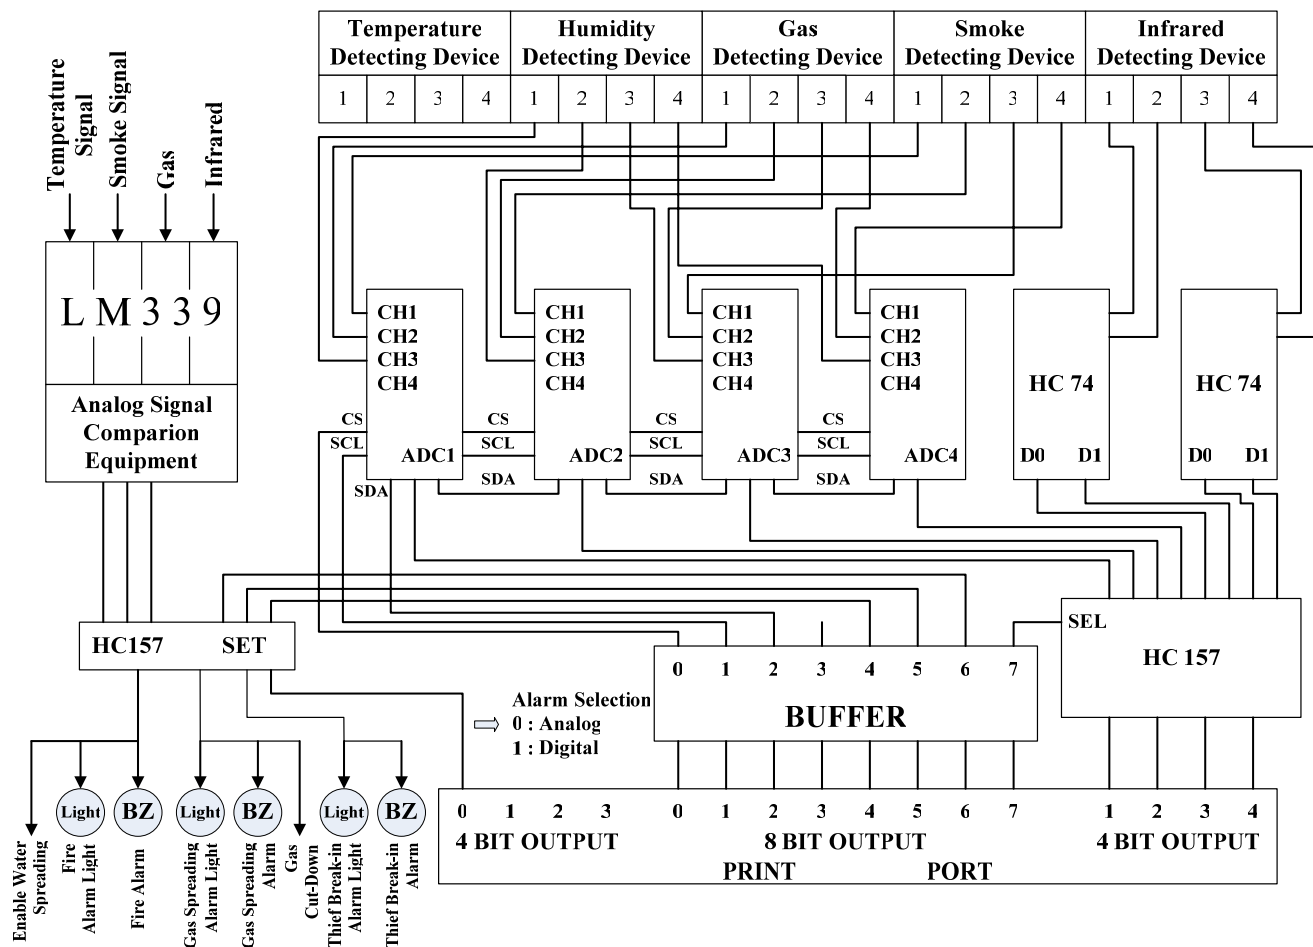 Temperature Detecting Device
Humidity Detecting Device
Gas Detecting Device
Smoke Detecting Device
Infrared Detecting Device
1 2 3 4 1 2 3 4 1 2 3 4 1 2 3 4 1 2 3 4
Temperature Signal
Smoke Signal
Gas
Infrared
L M 3 3 9
Analog Signal
Comparion
Equipment
CH1
CH2
CH3
CH4
ADC1
CH1
CH2
CH3
CH4
ADC2
CH1
CH2
CH3
CH4
ADC3
CH1
CH2
CH3
CH4
ADC4
HC 74
D0 D1
HC 74
D0 D1
CS
SCL
SDA
CS
SCL
SDA
CS
SCL
SDA
CS
SCL
SDA
HC157 SET
SEL
HC 157
0 1 2 3 4 5 6 7
BUFFER
Alarm Selection
0 : Analog
1 : Digital
Light
BZ
Light
BZ
Light
BZ
Enable Water
Spreading
Fire
Alarm Light
Fire Alarm
Gas Spreading
Alarm Light
Gas Spreading
Alarm
Gas
Cut-Down
Thief Break-in
Alarm Light
Thief Break-in
Alarm
0 1 2 3
4 BIT OUTPUT
0 1 2 3 4 5 6 7
8 BIT OUTPUT
1 2 3 4
4 BIT OUTPUT
PRINT PORT